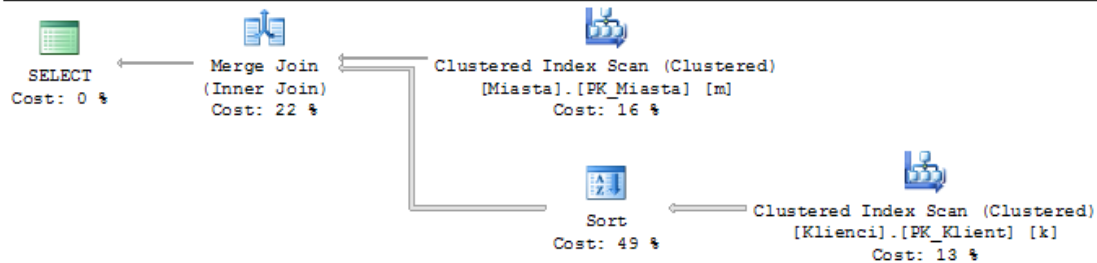 SELECT
Cost: 0 %
Merge Join
(Inner Join)
Cost: 22 %
Clustered Index Scan (Clustered)
[Miasta].[PK_Miasta] [m]
Cost: 16 %
Sort
Cost: 49 %
Clustered Index Scan (Clustered)
[Klienci].[PK_Klient] [k]
Cost: 13 %